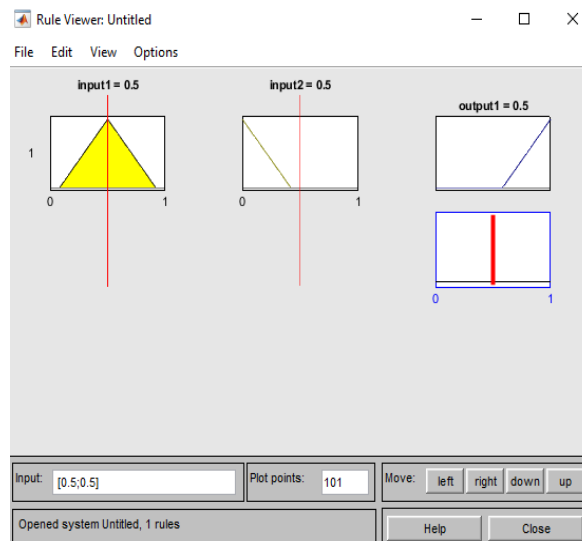 Rule Viewer: Untitled
File Edit View Options
input1 = 0.5 input2 = 0.5 output1 = 0.5
1
0 1 0 1
0 1
Input: [0.5;0.5] Plot points: 101 Move: left right down up
Opened system Untitled, 1 rules Help Close